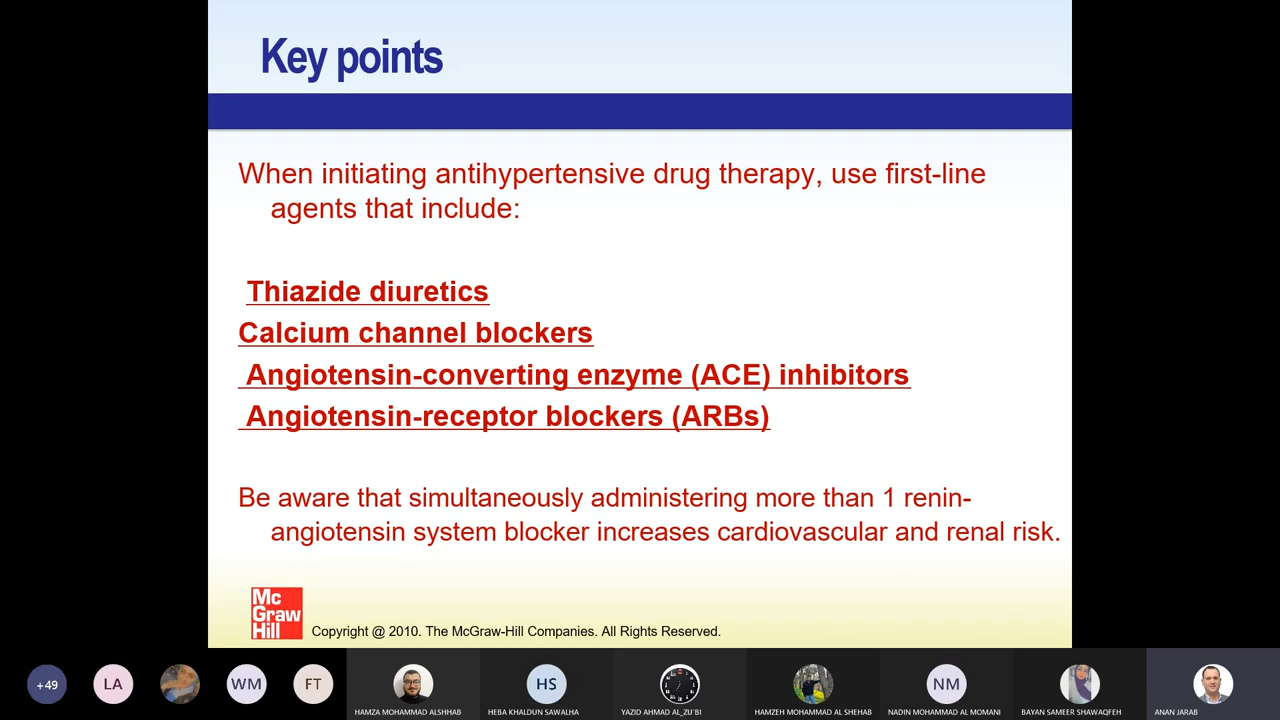 Key points
When initiating antihypertensive drug therapy, use first-line
agents that include:
Thiazide diuretics
Calcium channel blockers
Angiotensin-converting enzyme (ACE) inhibitors
Angiotensin-receptor blockers (ARBs)
Be aware that simultaneously administering more than 1 renin-
angiotensin system blocker increases cardiovascular and renal risk.
Mc
Graw
Hill
Copyright @ 2010. The McGraw-Hill Companies. All Rights Reserved.
+49
LA
WM
FT
HS
NM
HAMZA MOHAMMAD ALSHHAB
HEBA KHALDUN SAWALHA
YAZID AHMAD AL_ZU`BI
HAMZEH MOHAMMAD AL SHEHAB
NADIN MOHAMMAD AL MOMANI
BAYAN SAMEER SHAWAQFEH
ANAN JARAB